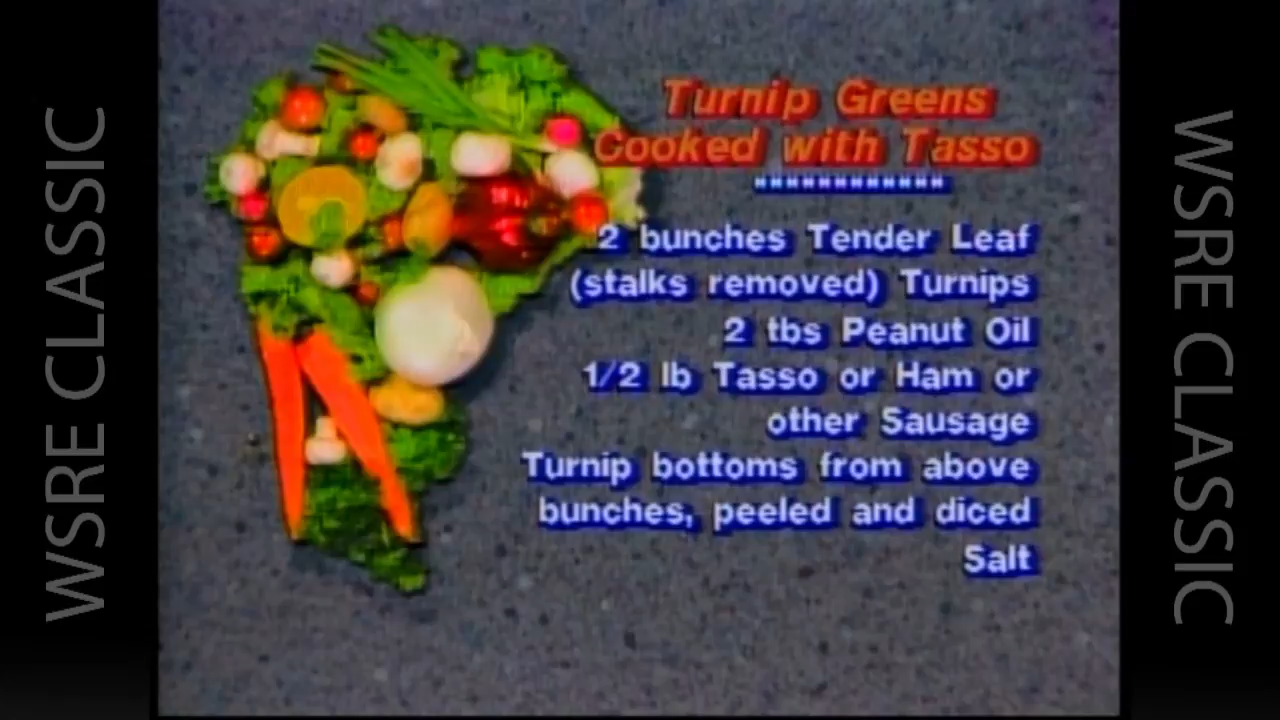 WSRE CLASSIC
Turnip Greens
Cooked with Tasso
2 bunches Tender Leaf
(stalks removed) Turnips
2 tbs Peanut Oil
1/2 lb Tasso or Ham or
other Sausage
Turnip bottoms from above
bunches, peeled and diced
Salt
WSRE CLASSIC